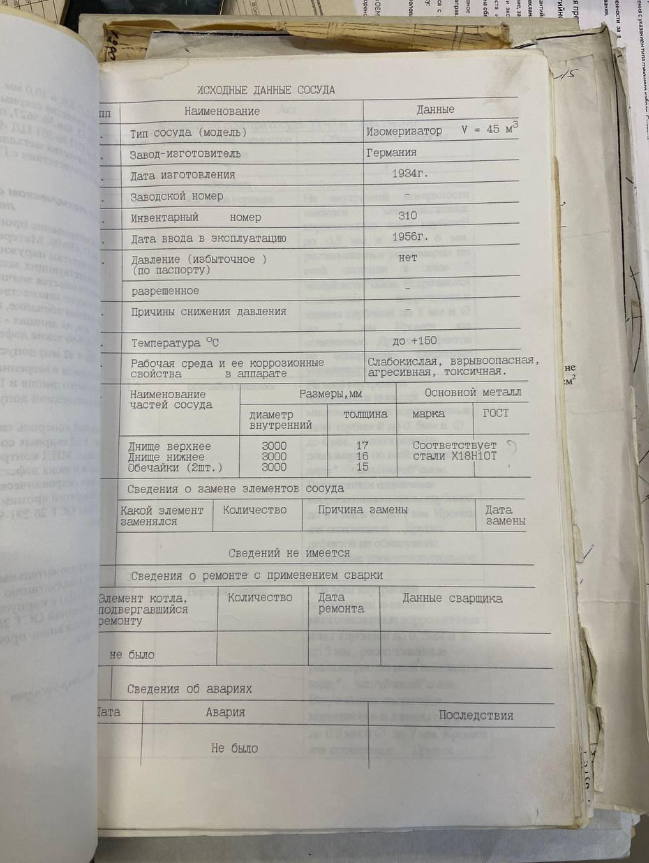 ИСХОДНЫЕ ДАННЫЕ СОСУДА
пп Наименование Данные
Тип сосуда (модель) Изомеризатор V = 45 м³
Завод-изготовитель Германия
Дата изготовления 1934г.
Заводской номер –
Инвентарный номер 310
Дата ввода в эксплуатацию 1956г.
Давление (избыточное ) нет
(по паспорту)
разрешенное –
Причины снижения давления –
Температура °С до +150
Рабочая среда и ее коррозионные Слабокислая, взрывоопасная,
свойства в аппарате агресивная, токсичная.
Наименование Размеры,мм Основной металл
частей сосуда
диаметр толщина марка ГОСТ
внутренний
Днище верхнее 3000 17 Соответствует
Днище нижнее 3000 16 стали Х18Н10Т
Обечайки (2шт.) 3000 15
Сведения о замене элементов сосуда
Какой элемент Количество Причина замены Дата
заменялся замены
Сведений не имеется
Сведения о ремонте с применением сварки
Элемент котла, Количество Дата Данные сварщика
подвергавшийся ремонта
ремонту
не было
Сведения об авариях
Дата Авария Последствия
Не было